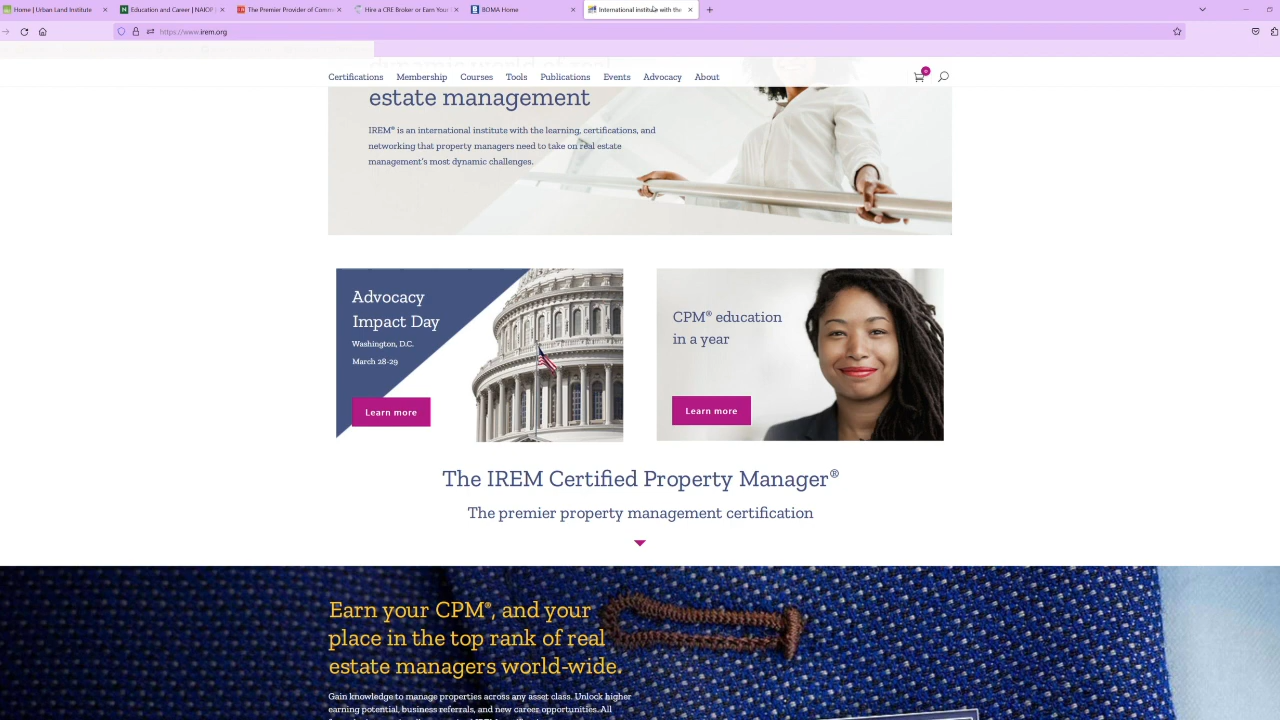 Home | Urban Land Institute
Education and Career | NAIOP
The Premier Provider of Comm
Hire a CRE Broker or Earn Your
BOMA Home
International institute with the
https://www.irem.org
Certifications Membership Courses Tools Publications Events Advocacy About
0
dynamic world of real
estate management
IREM® is an international institute with the learning, certifications, and
networking that property managers need to take on real estate
management's most dynamic challenges.
Advocacy
Impact Day
Washington, D.C.
March 28-29
Learn more
CPM® education
in a year
Learn more
The IREM Certified Property Manager®
The premier property management certification
Earn your CPM®, and your
place in the top rank of real
estate managers world-wide.
Gain knowledge to manage properties across any asset class. Unlock higher
earning potential, business referrals, and new career opportunities. All